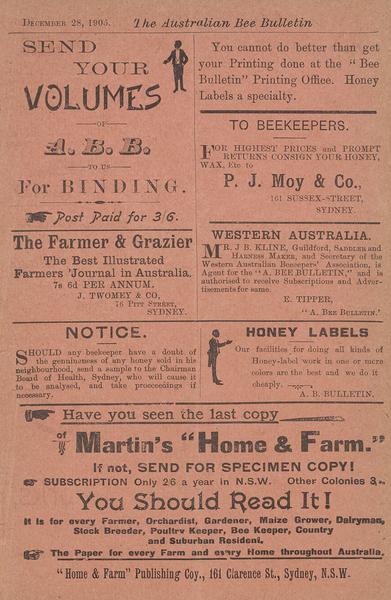 DECEMBER 28, 1905. The Australian Bee Bulletin
SEND
YOUR
VOLUMES
—OF—
A. B. B.
—TO US—
For BINDING.
Post Paid for 3/6.
You cannot do better than get
your Printing done at the "Bee
Bulletin" Printing Office. Honey
Labels a specialty.
TO BEEKEEPERS.
FOR HIGHEST PRICES and PROMPT
RETURNS CONSIGN YOUR HONEY,
WAX, Etc to
P. J. Moy & Co.,
161 SUSSEX-STREET,
SYDNEY.
The Farmer & Grazier
The Best Illustrated
Farmers 'Journal in Australia.
7s 6d PER ANNUM.
J. TWOMEY & CO,
76 PITT STREET,
SYDNEY.
WESTERN AUSTRALIA.
MR. J. B. KLINE, Guildford, SADDLER and
HARNESS MAKER, and Secretary of the
Western Australian Beekeepers' Association, is
Agent for the "A. BEE BULLETIN," and is
authorised to receive Subscriptions and Adver-
tisements for same.
E. TIPPER,
"A. BEE BULLETIN.'
NOTICE.
SHOULD any beekeeper have a doubt of
the genuineness of any honey sold in his
neighbourhood, send a sample to the Chairman
Board of Health, Sydney, who will cause it
to be analysed, and take proceedings if
necessary.
HONEY LABELS
Our facilities for doing all kinds of
Honey-label work in one or more
colors are the best and we do it
cheaply.
A. B. BULLETIN.
Have you seen the last copy
of Martin's "Home & Farm."
If not, SEND FOR SPECIMEN COPY!
SUBSCRIPTION Only 2/6 a year in N.S.W. Other Colonies
You Should Read It!
It is for every Farmer, Orchardist, Gardener, Maize Grower, Dairyman,
Stock Breeder, Poultry Keeper, Bee Keeper, Country
and Suburban Resident.
The Paper for every Farm and every Home throughout Australia.
"Home & Farm" Publishing Coy., 161 Clarence St., Sydney, N.S.W.